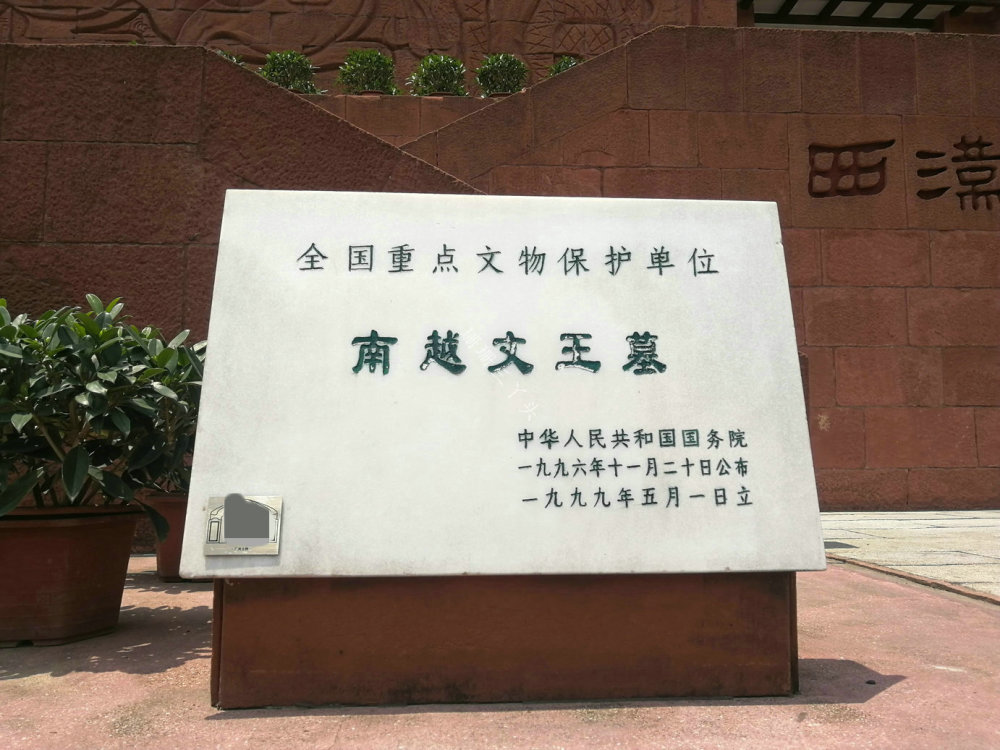 西漢
全国重点文物保护单位
南越文王墓
中华人民共和国国务院
一九九六年十一月二十日公布
一九九九年五月一日立